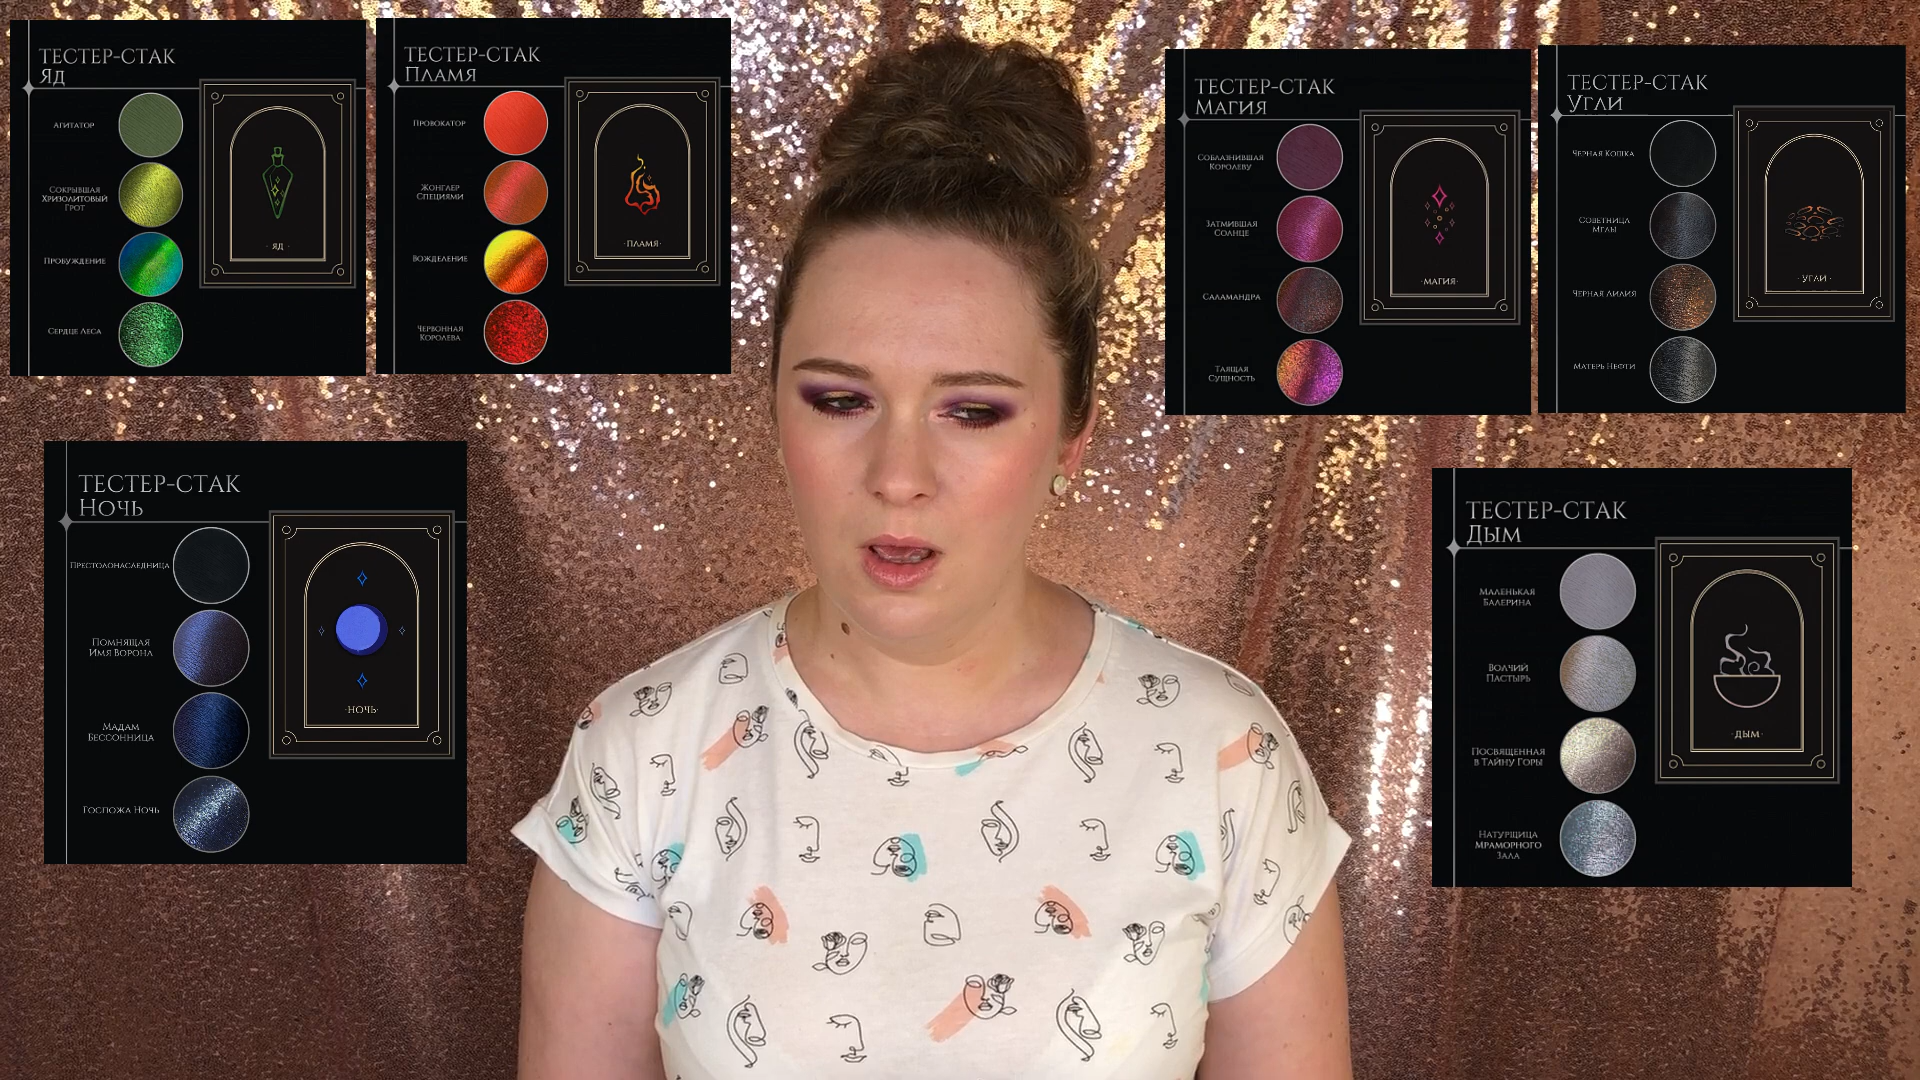 ТЕСТЕР-СТАК
Яд
Агитатор
Сокрывшая
Хризолитовый
Грот
Пробуждение
Сердце Леса
·ЯД·
ТЕСТЕР-СТАК
Пламя
Провокатор
Жонглер
Специями
Вожделение
Червонная
Королева
·ПЛАМЯ·
ТЕСТЕР-СТАК
Магия
Соблазнившая
Королеву
Затмившая
Солнце
Саламандра
Таящая
Сущность
·МАГИЯ·
ТЕСТЕР-СТАК
Угли
Черная Кошка
Советница
Мглы
Черная Лилия
Матерь Нефти
·УГЛИ·
ТЕСТЕР-СТАК
Ночь
Престолонаследница
Помнящая
Имя Ворона
Мадам
Бессонница
Госпожа Ночь
·НОЧЬ·
ТЕСТЕР-СТАК
Дым
Маленькая
Балерина
Волчий
Пастырь
Посвященная
в Тайну Горы
Натурщица
Мраморного
Зала
·ДЫМ·